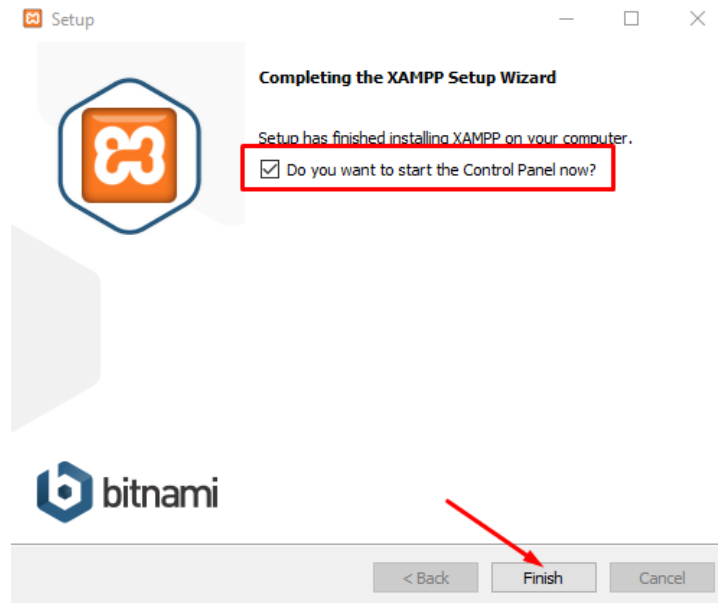 Setup
Completing the XAMPP Setup Wizard
Setup has finished installing XAMPP on your computer.
Do you want to start the Control Panel now?
bitnami
< Back
Finish
Cancel